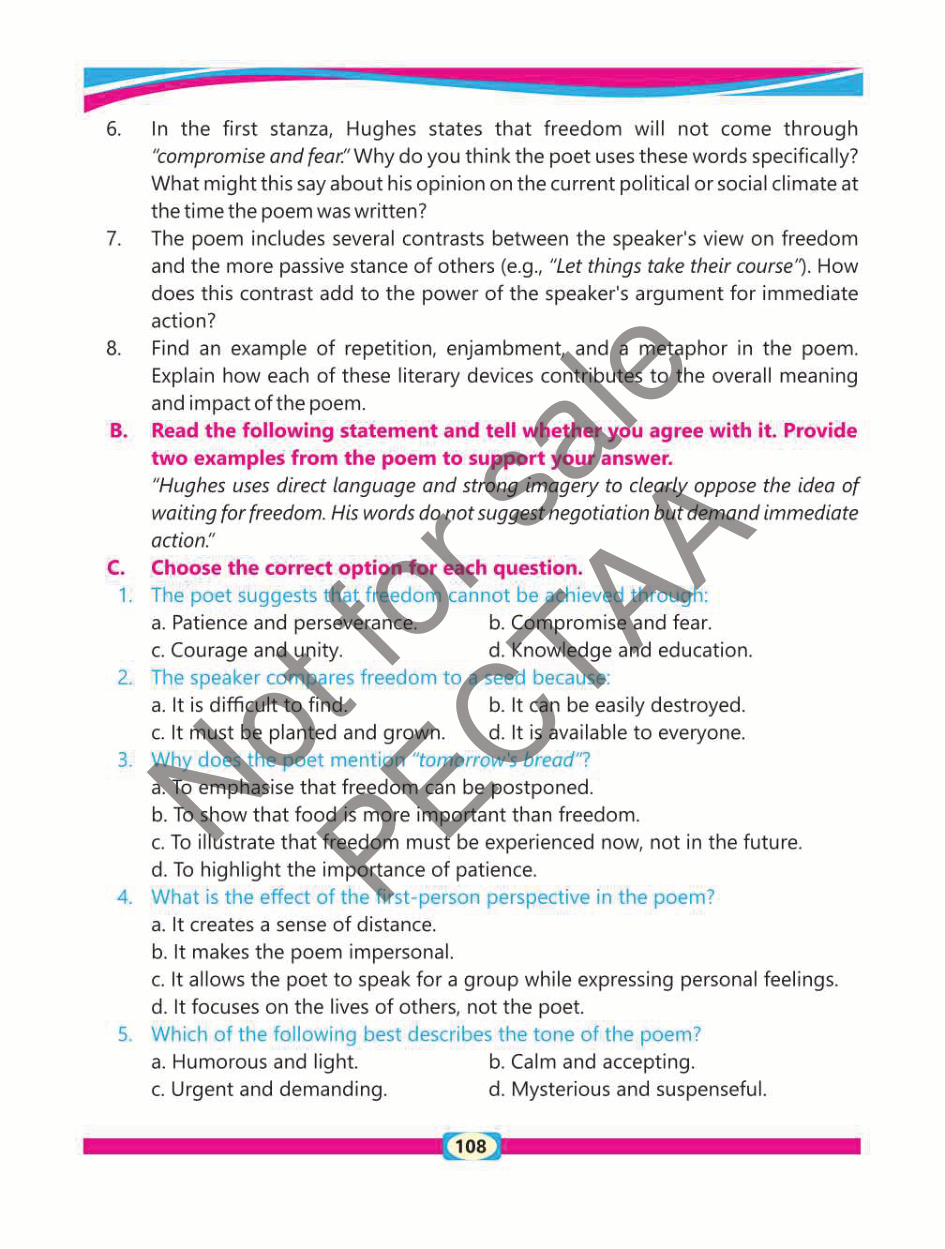 6. In the first stanza, Hughes states that freedom will not come through
“compromise and fear.” Why do you think the poet uses these words specifically?
What might this say about his opinion on the current political or social climate at
the time the poem was written?
7. The poem includes several contrasts between the speaker's view on freedom
and the more passive stance of others (e.g., “Let things take their course”). How
does this contrast add to the power of the speaker's argument for immediate
action?
8. Find an example of repetition, enjambment, and a metaphor in the poem.
Explain how each of these literary devices contributes to the overall meaning
and impact of the poem.
B. Read the following statement and tell whether you agree with it. Provide
two examples from the poem to support your answer.
“Hughes uses direct language and strong imagery to clearly oppose the idea of
waiting for freedom. His words do not suggest negotiation but demand immediate
action.”
C. Choose the correct option for each question.
1. The poet suggests that freedom cannot be achieved through:
a. Patience and perseverance. b. Compromise and fear.
c. Courage and unity. d. Knowledge and education.
2. The speaker compares freedom to a seed because:
a. It is difficult to find. b. It can be easily destroyed.
c. It must be planted and grown. d. It is available to everyone.
3. Why does the poet mention “tomorrow's bread”?
a. To emphasise that freedom can be postponed.
b. To show that food is more important than freedom.
c. To illustrate that freedom must be experienced now, not in the future.
d. To highlight the importance of patience.
4. What is the effect of the first-person perspective in the poem?
a. It creates a sense of distance.
b. It makes the poem impersonal.
c. It allows the poet to speak for a group while expressing personal feelings.
d. It focuses on the lives of others, not the poet.
5. Which of the following best describes the tone of the poem?
a. Humorous and light. b. Calm and accepting.
c. Urgent and demanding. d. Mysterious and suspenseful.
108
Not for sale
PECTAA